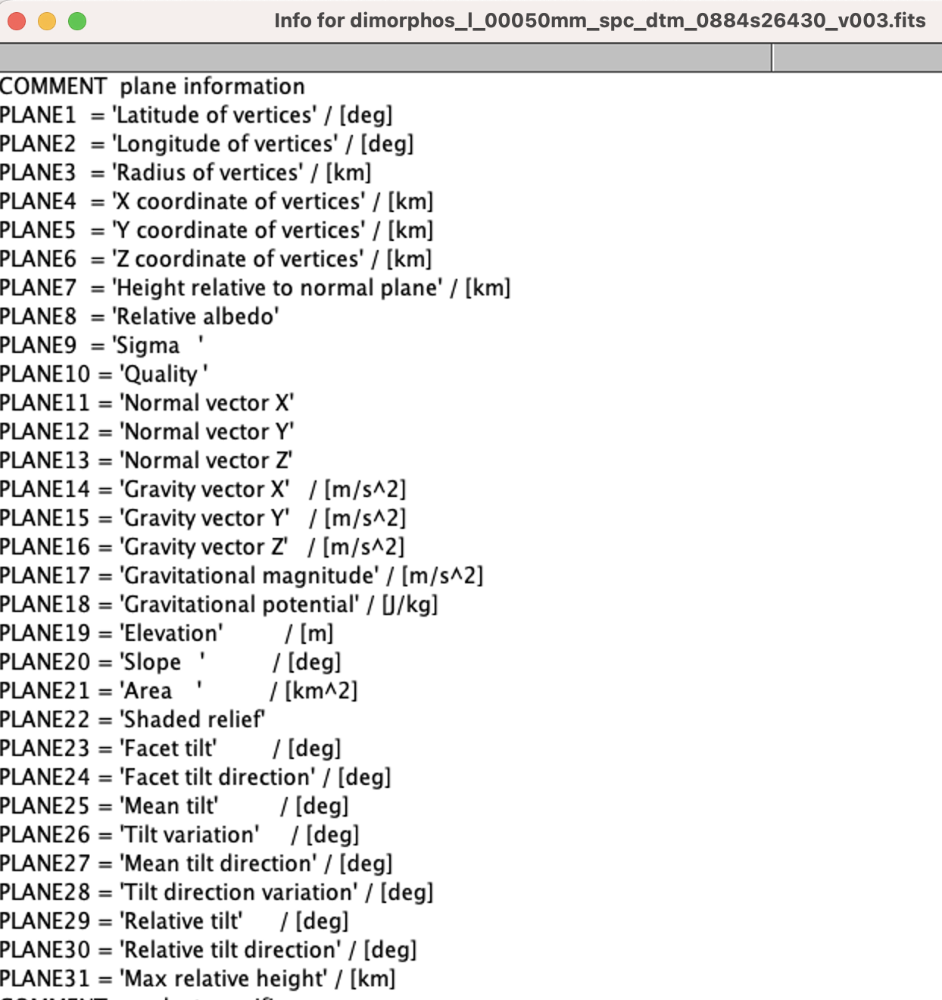 Info for dimorphos_l_00050mm_spc_dtm_0884s26430_v003.fits
COMMENT  plane information
PLANE1  = 'Latitude of vertices' / [deg]
PLANE2  = 'Longitude of vertices' / [deg]
PLANE3  = 'Radius of vertices' / [km]
PLANE4  = 'X coordinate of vertices' / [km]
PLANE5  = 'Y coordinate of vertices' / [km]
PLANE6  = 'Z coordinate of vertices' / [km]
PLANE7  = 'Height relative to normal plane' / [km]
PLANE8  = 'Relative albedo'
PLANE9  = 'Sigma   '
PLANE10 = 'Quality '
PLANE11 = 'Normal vector X'
PLANE12 = 'Normal vector Y'
PLANE13 = 'Normal vector Z'
PLANE14 = 'Gravity vector X'   / [m/s^2]
PLANE15 = 'Gravity vector Y'   / [m/s^2]
PLANE16 = 'Gravity vector Z'   / [m/s^2]
PLANE17 = 'Gravitational magnitude' / [m/s^2]
PLANE18 = 'Gravitational potential' / [J/kg]
PLANE19 = 'Elevation'          / [m]
PLANE20 = 'Slope   '           / [deg]
PLANE21 = 'Area    '           / [km^2]
PLANE22 = 'Shaded relief'
PLANE23 = 'Facet tilt'         / [deg]
PLANE24 = 'Facet tilt direction' / [deg]
PLANE25 = 'Mean tilt'          / [deg]
PLANE26 = 'Tilt variation'     / [deg]
PLANE27 = 'Mean tilt direction' / [deg]
PLANE28 = 'Tilt direction variation' / [deg]
PLANE29 = 'Relative tilt'      / [deg]
PLANE30 = 'Relative tilt direction' / [deg]
PLANE31 = 'Max relative height' / [km]